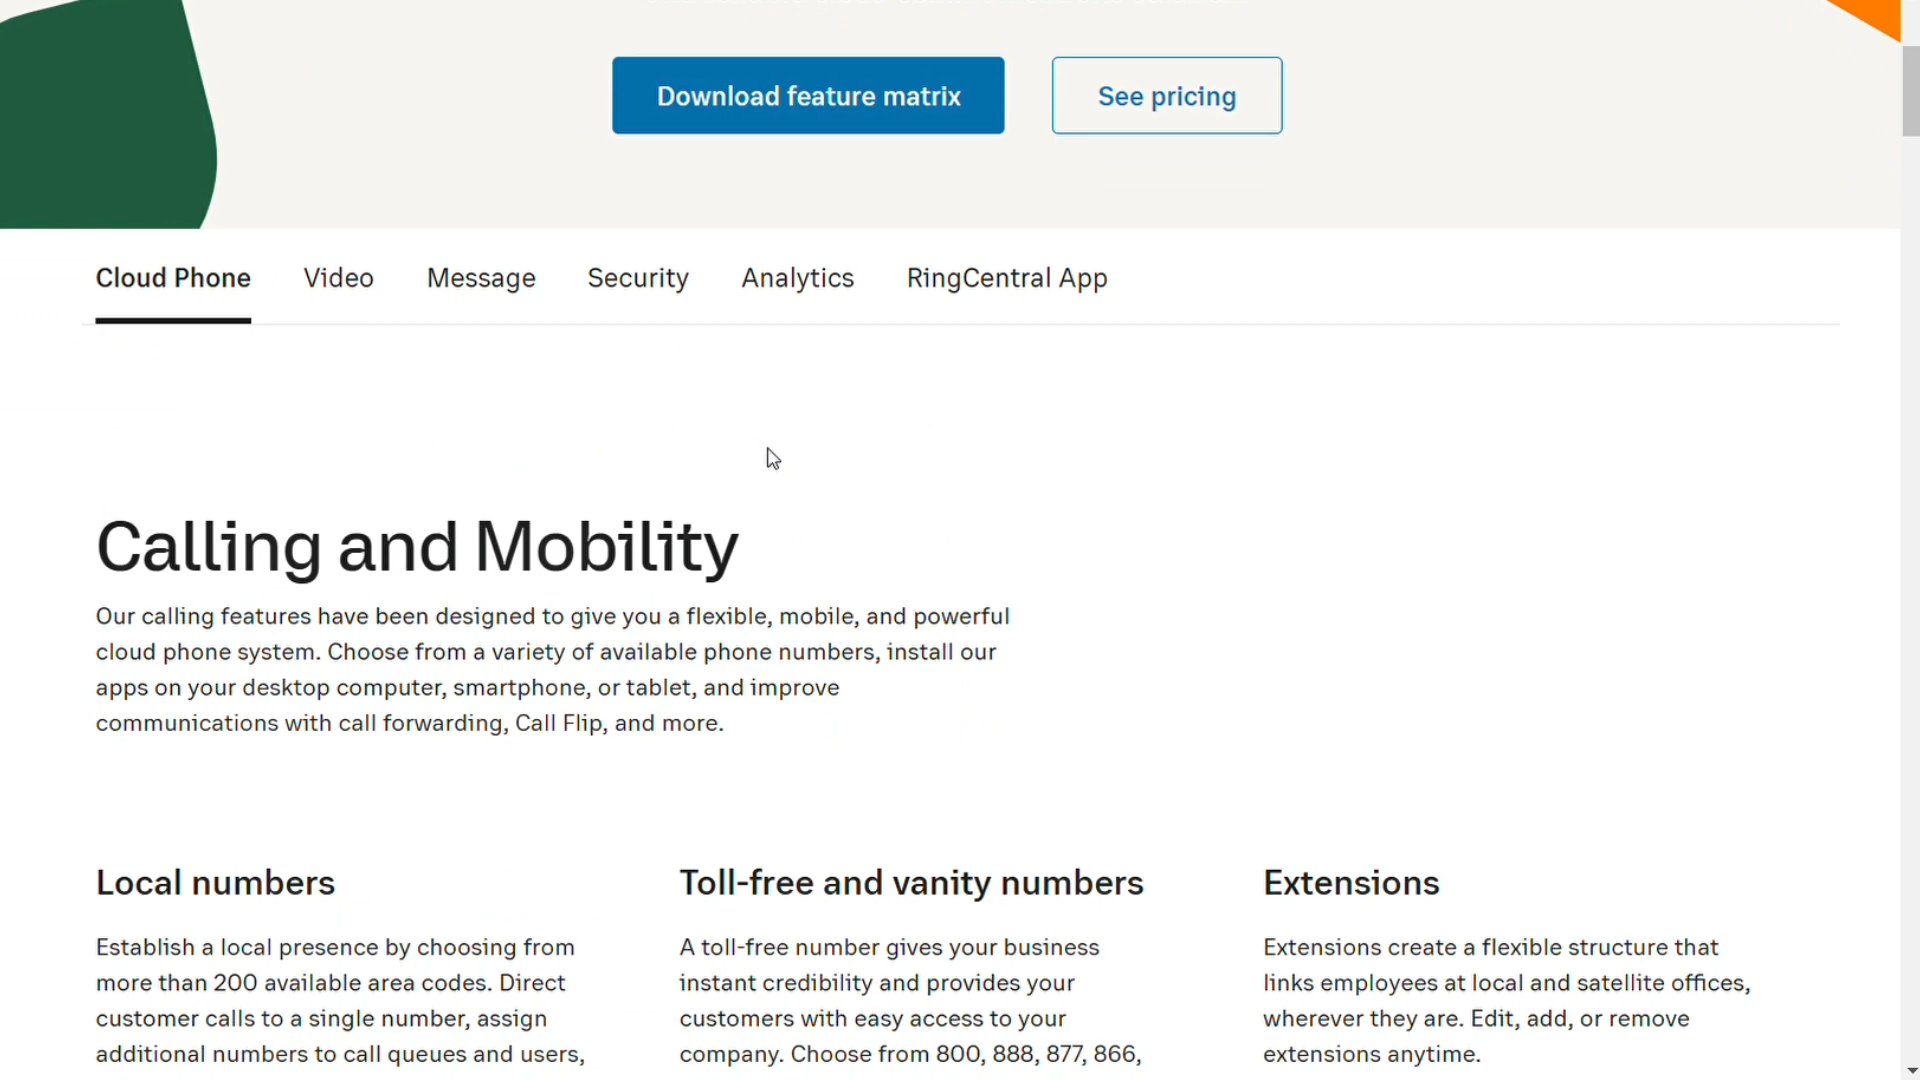 Download feature matrix
See pricing
Cloud Phone
Video
Message
Security
Analytics
RingCentral App
Calling and Mobility
Our calling features have been designed to give you a flexible, mobile, and powerful
cloud phone system. Choose from a variety of available phone numbers, install our
apps on your desktop computer, smartphone, or tablet, and improve
communications with call forwarding, Call Flip, and more.
Local numbers
Establish a local presence by choosing from
more than 200 available area codes. Direct
customer calls to a single number, assign
additional numbers to call queues and users,
Toll-free and vanity numbers
A toll-free number gives your business
instant credibility and provides your
customers with easy access to your
company. Choose from 800, 888, 877, 866,
Extensions
Extensions create a flexible structure that
links employees at local and satellite offices,
wherever they are. Edit, add, or remove
extensions anytime.